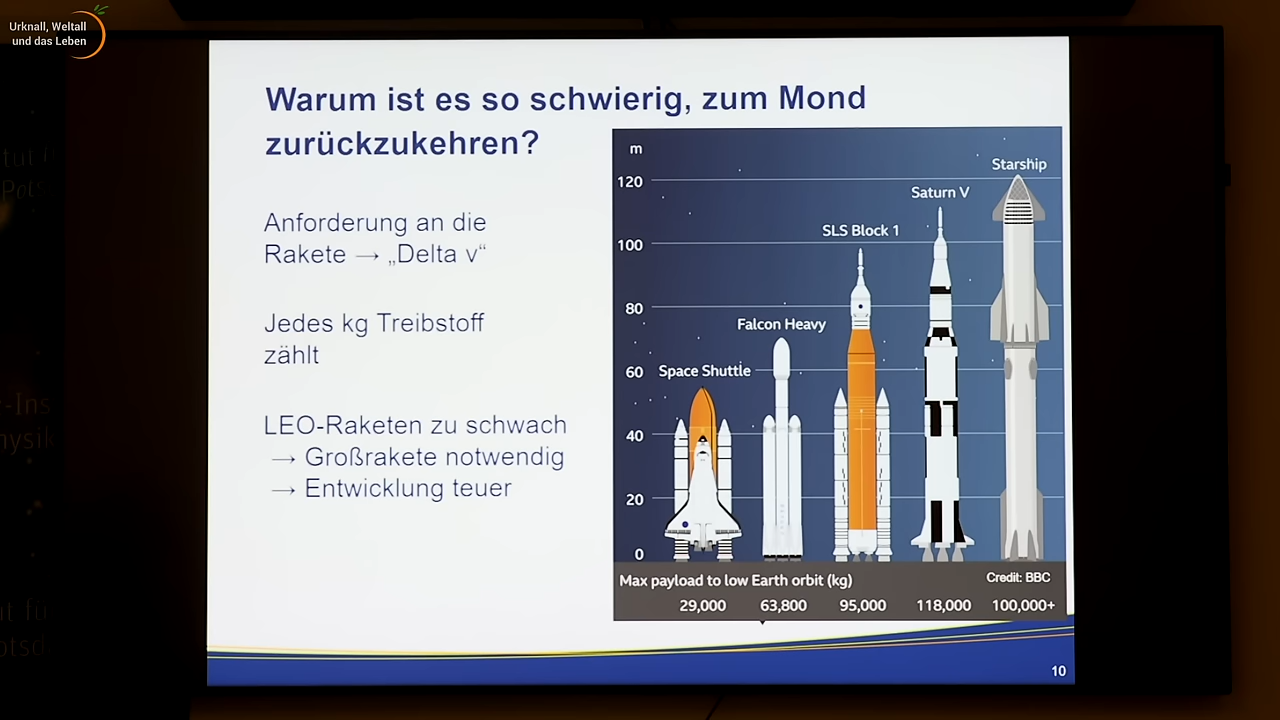 Urknall, Weltall
und das Leben
Warum ist es so schwierig, zum Mond
zurückzukehren?
Anforderung an die
Rakete → „Delta v“
Jedes kg Treibstoff
zählt
LEO-Raketen zu schwach
→ Großrakete notwendig
→ Entwicklung teuer
m
120
100
80
60
40
20
0
Starship
Saturn V
SLS Block 1
Falcon Heavy
Space Shuttle
Max payload to low Earth orbit (kg)
Credit: BBC
29,000 63,800 95,000 118,000 100,000+
10